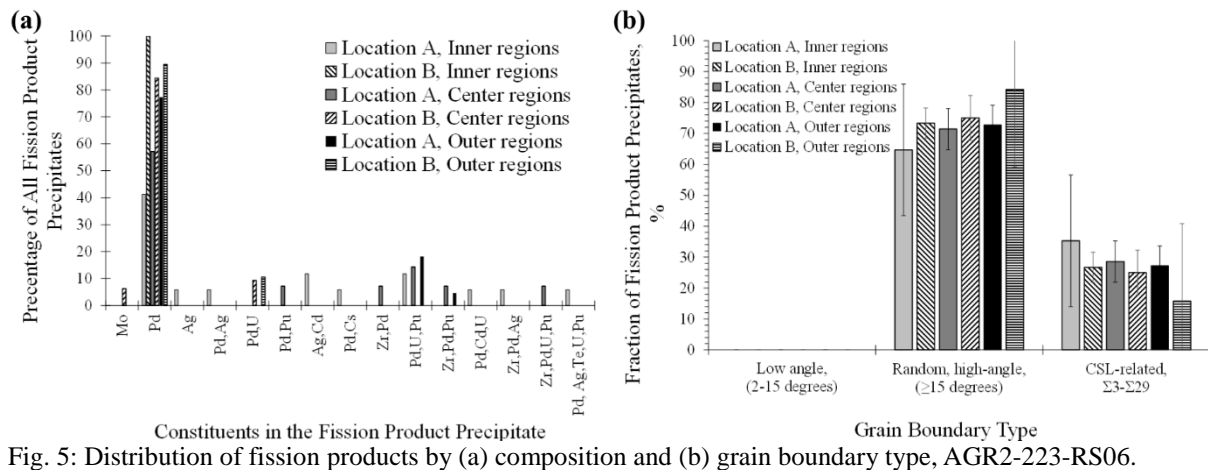 (a)
Precentage of All Fission Product
Precipitates
100
90
80
70
60
50
40
30
20
10
0
Location A, Inner regions
Location B, Inner regions
Location A, Center regions
Location B, Center regions
Location A, Outer regions
Location B, Outer regions
Mo
Pd
Ag
Pd,Ag
Pd,U
Pd,Pu
Ag,Cd
Pd,Cs
Zr,Pd
Pd,U,Pu
Zr,Pd,Pu
Pd,Cd,U
Zr,Pd,Ag
Zr,Pd,U,Pu
Pd, Ag,Te,U,Pu
Constituents in the Fission Product Precipitate
(b)
Fraction of Fission Product Precipitates,
%
100
90
80
70
60
50
40
30
20
10
0
Location A, Inner regions
Location B, Inner regions
Location A, Center regions
Location B, Center regions
Location A, Outer regions
Location B, Outer regions
Low angle,
(2-15 degrees)
Random, high-angle,
(≥15 degrees)
CSL-related,
Σ3-Σ29
Grain Boundary Type
Fig. 5: Distribution of fission products by (a) composition and (b) grain boundary type, AGR2-223-RS06.